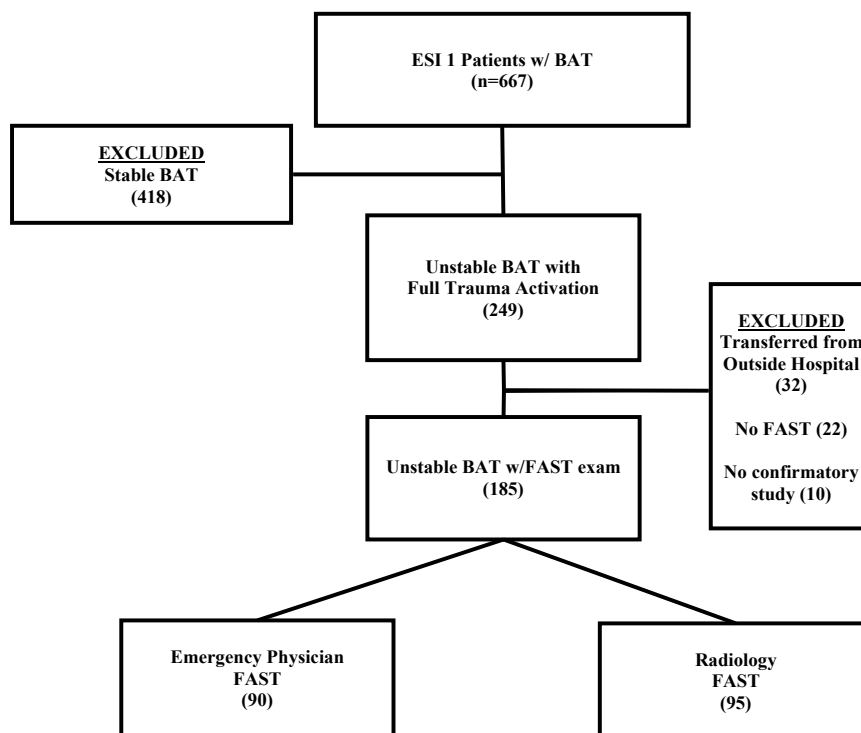 ESI 1 Patients w/ BAT
(n=667)
EXCLUDED
Stable BAT
(418)
Unstable BAT with
Full Trauma Activation
(249)
EXCLUDED
Transferred from
Outside Hospital
(32)
No FAST (22)
No confirmatory
study (10)
Unstable BAT w/FAST exam
(185)
Emergency Physician
FAST
(90)
Radiology
FAST
(95)